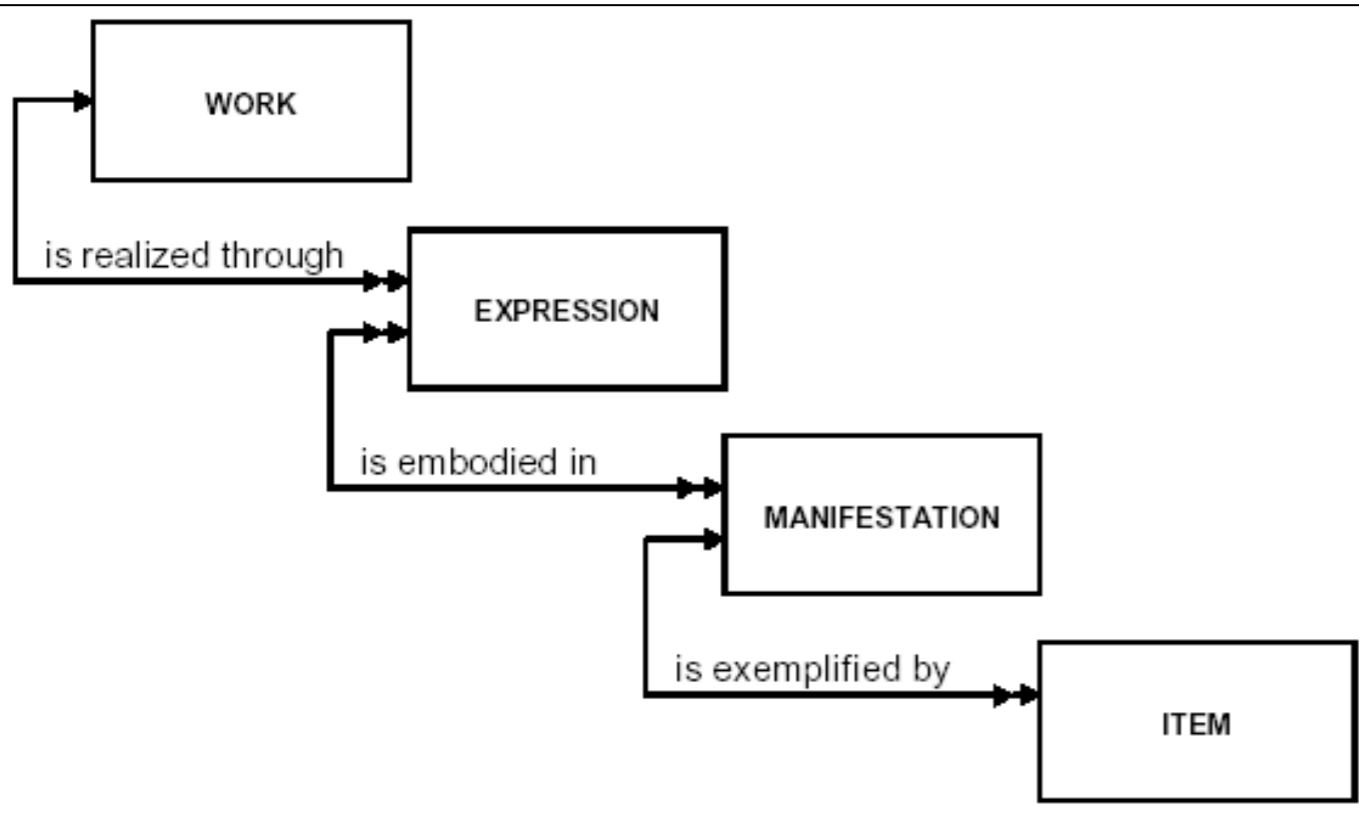 WORK
is realized through
EXPRESSION
is embodied in
MANIFESTATION
is exemplified by
ITEM